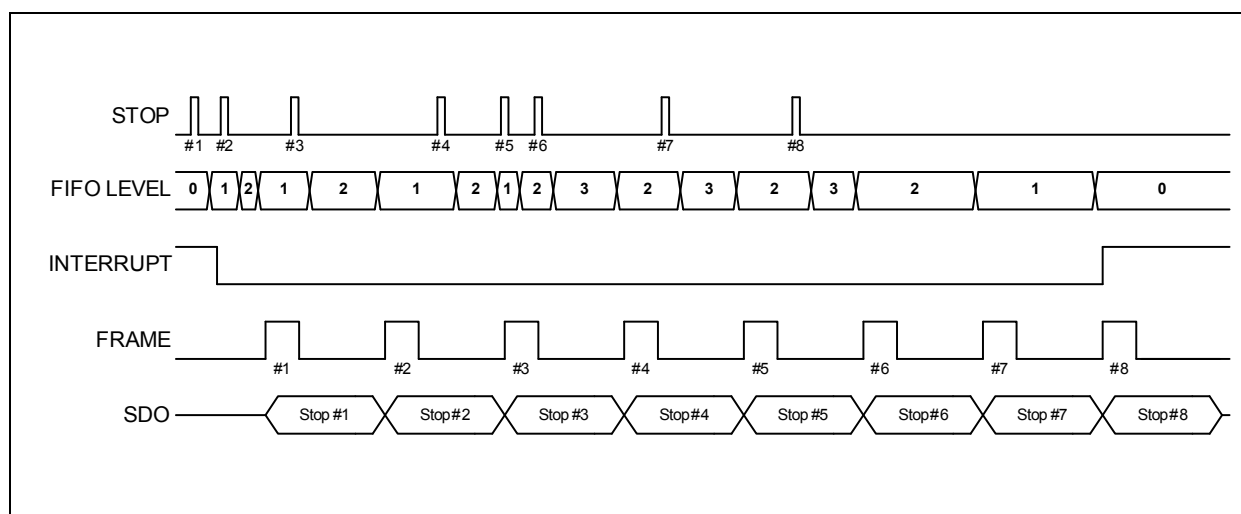 STOP
#1 #2 #3 #4 #5 #6 #7 #8
FIFO LEVEL 0 1 2 1 2 1 2 1 2 3 2 3 2 3 2 1 0
INTERRUPT
FRAME
#1 #2 #3 #4 #5 #6 #7 #8
SDO Stop #1 Stop #2 Stop #3 Stop #4 Stop #5 Stop #6 Stop #7 Stop #8